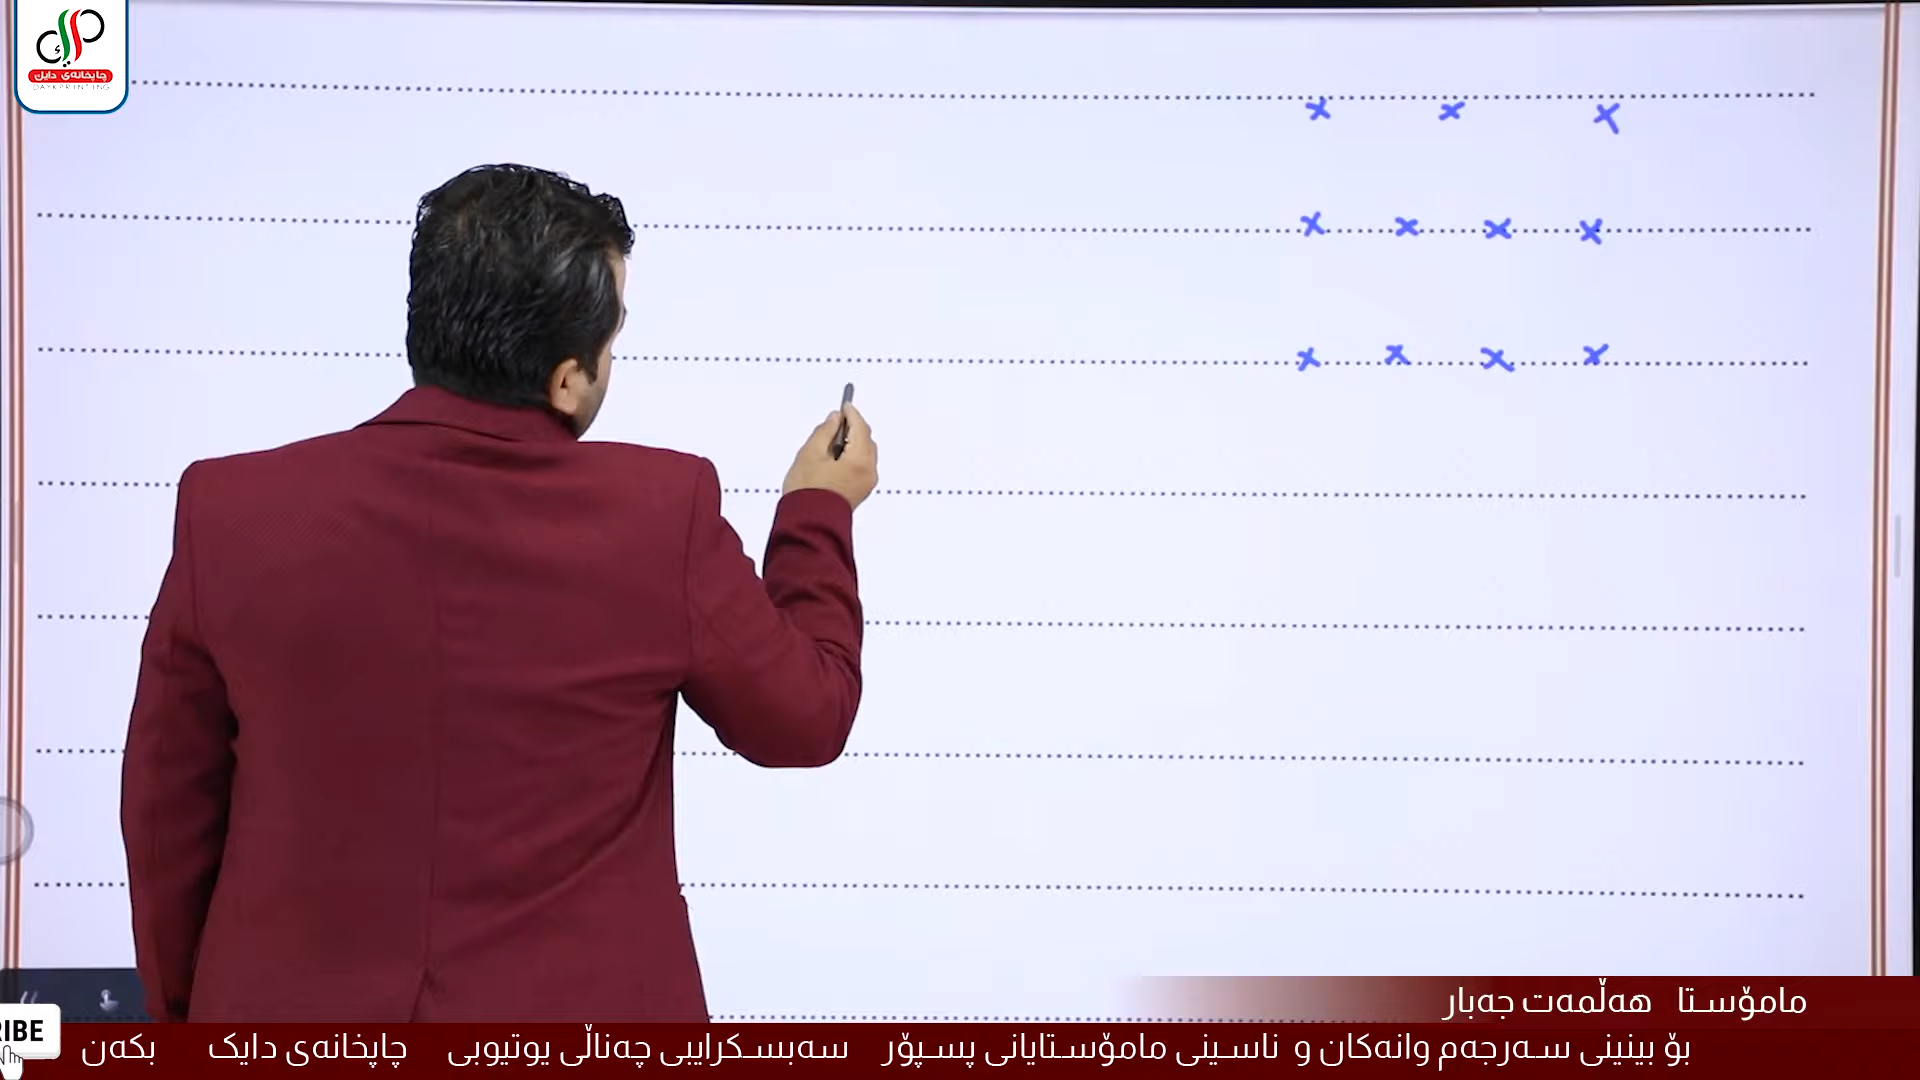 چاپخانەی دایک
DAYKPRINTING
× × ×
× × × ×
× × × ×
مامۆستا هەڵمەت جەبار
RIBE
بۆ بینینی سەرجەم وانەکان و ناسینی مامۆستایانی پسپۆر سەبسکرایبی چەناڵی یوتیوبی چاپخانەی دایک بکەن